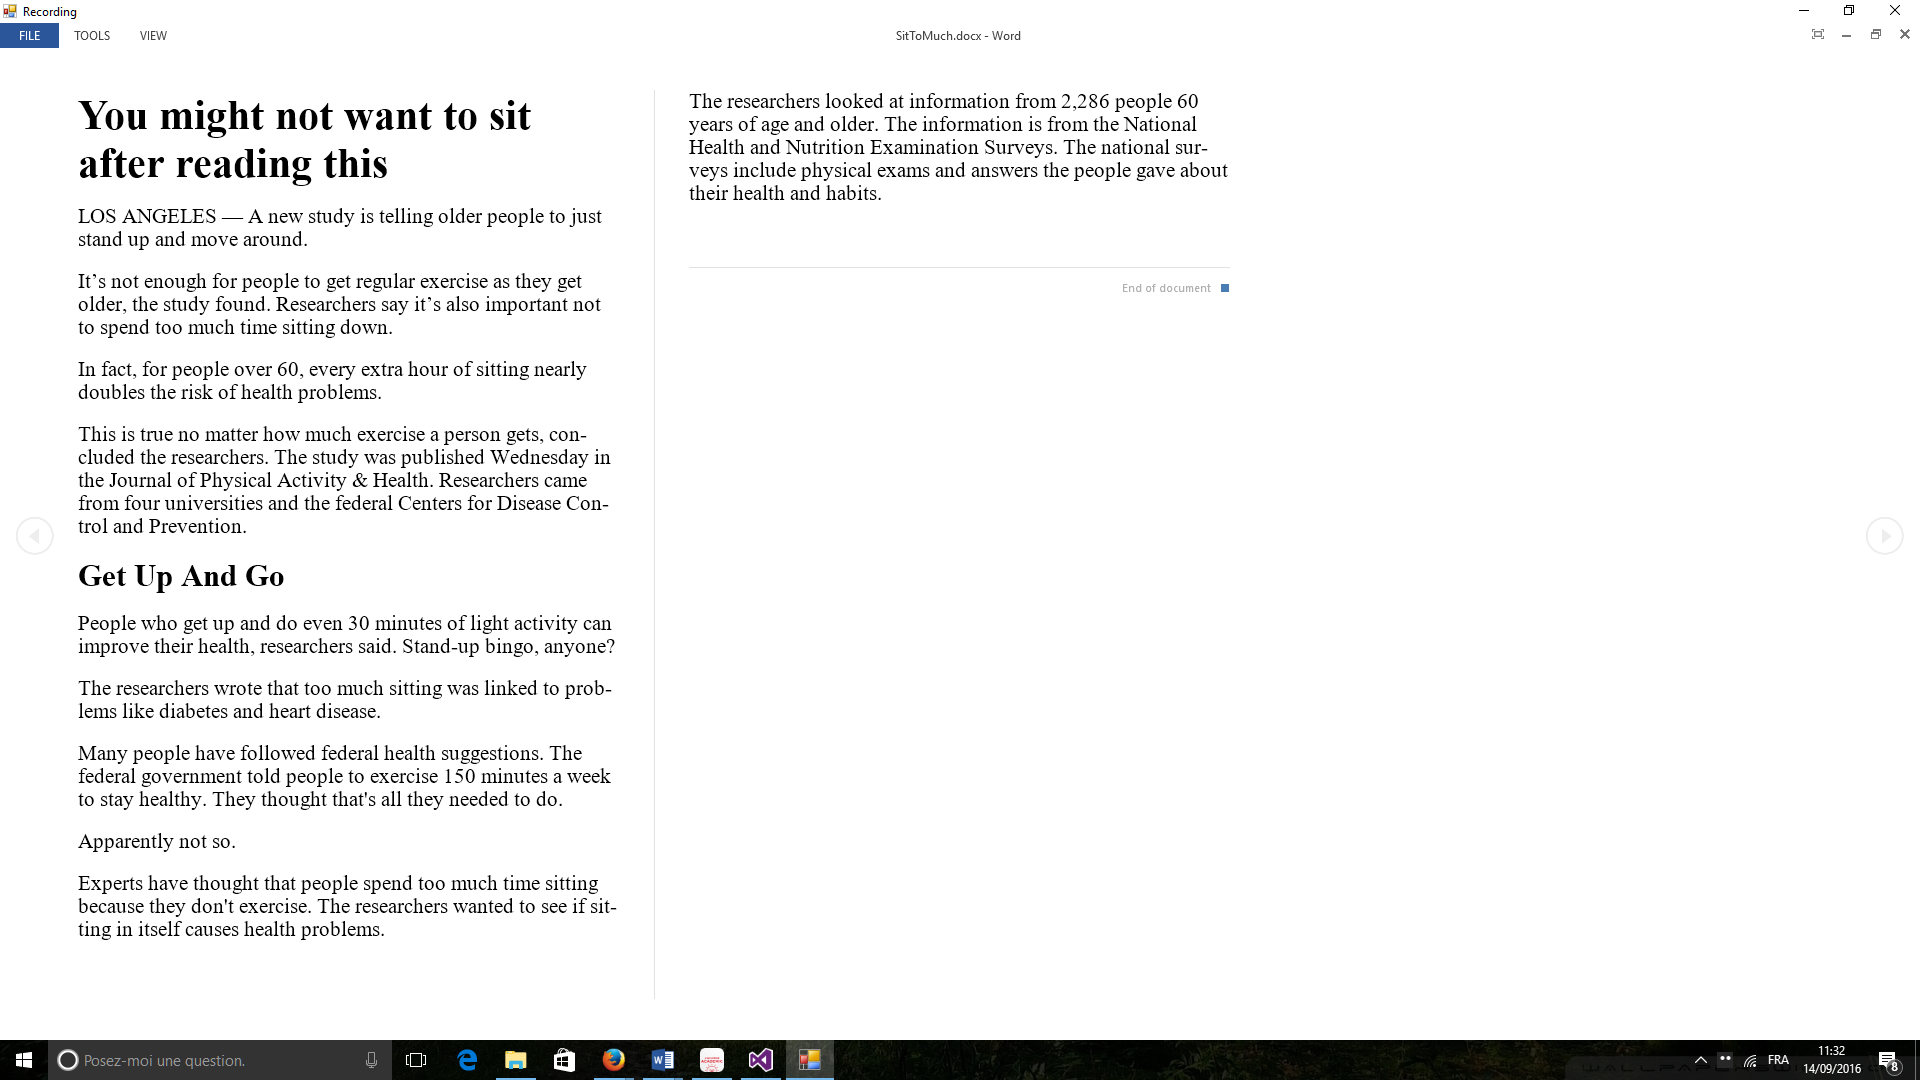 Recording
FILE TOOLS VIEW SitToMuch.docx - Word
You might not want to sit
after reading this
LOS ANGELES — A new study is telling older people to just
stand up and move around.
It’s not enough for people to get regular exercise as they get
older, the study found. Researchers say it’s also important not
to spend too much time sitting down.
In fact, for people over 60, every extra hour of sitting nearly
doubles the risk of health problems.
This is true no matter how much exercise a person gets, con-
cluded the researchers. The study was published Wednesday in
the Journal of Physical Activity & Health. Researchers came
from four universities and the federal Centers for Disease Con-
trol and Prevention.
Get Up And Go
People who get up and do even 30 minutes of light activity can
improve their health, researchers said. Stand-up bingo, anyone?
The researchers wrote that too much sitting was linked to prob-
lems like diabetes and heart disease.
Many people have followed federal health suggestions. The
federal government told people to exercise 150 minutes a week
to stay healthy. They thought that's all they needed to do.
Apparently not so.
Experts have thought that people spend too much time sitting
because they don't exercise. The researchers wanted to see if sit-
ting in itself causes health problems.
The researchers looked at information from 2,286 people 60
years of age and older. The information is from the National
Health and Nutrition Examination Surveys. The national sur-
veys include physical exams and answers the people gave about
their health and habits.
End of document
Posez-moi une question.
FRA
11:32
14/09/2016
8